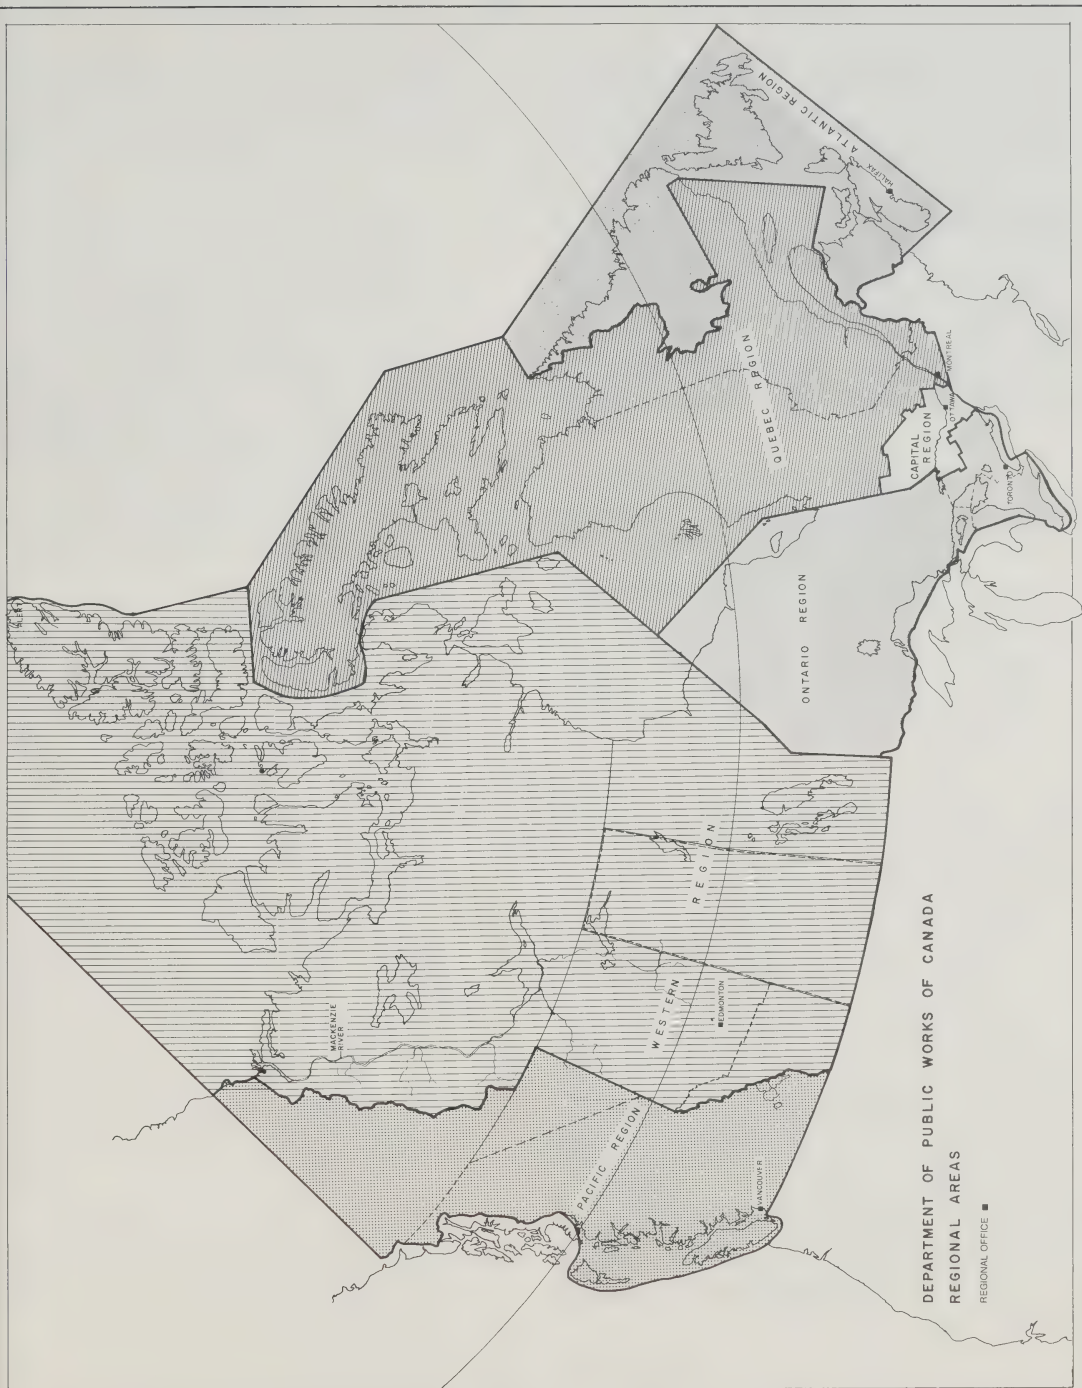 DEPARTMENT OF PUBLIC WORKS OF CANADA
REGIONAL AREAS
REGIONAL OFFICE
PACIFIC REGION
VANCOUVER
MACKENZIE
RIVER
WESTERN
REGION
EDMONTON
ALERT
ONTARIO REGION
TORONTO
CAPITAL
REGION
OTTAWA
MONTREAL
QUEBEC REGION
ATLANTIC REGION
HALIFAX